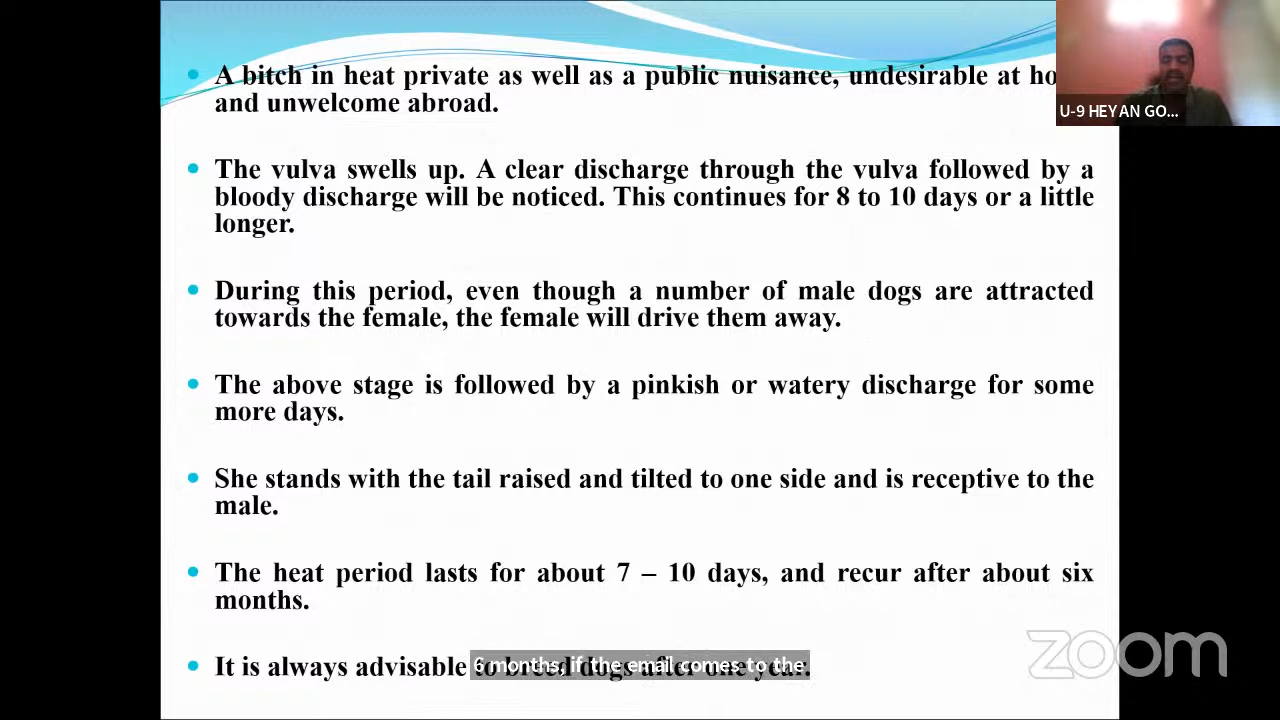 A bitch in heat private as well as a public nuisance, undesirable at
and unwelcome abroad.
The vulva swells up. A clear discharge through the vulva followed by a
bloody discharge will be noticed. This continues for 8 to 10 days or a little
longer.
During this period, even though a number of male dogs are attracted
towards the female, the female will drive them away.
The above stage is followed by a pinkish or watery discharge for some
more days.
She stands with the tail raised and tilted to one side and is receptive to the
male.
The heat period lasts for about 7 – 10 days, and recur after about six
months.
It is always advisable to breed dogs after one year.
6 months, if the email comes to the
U-9 HEYAN GO...
zoom